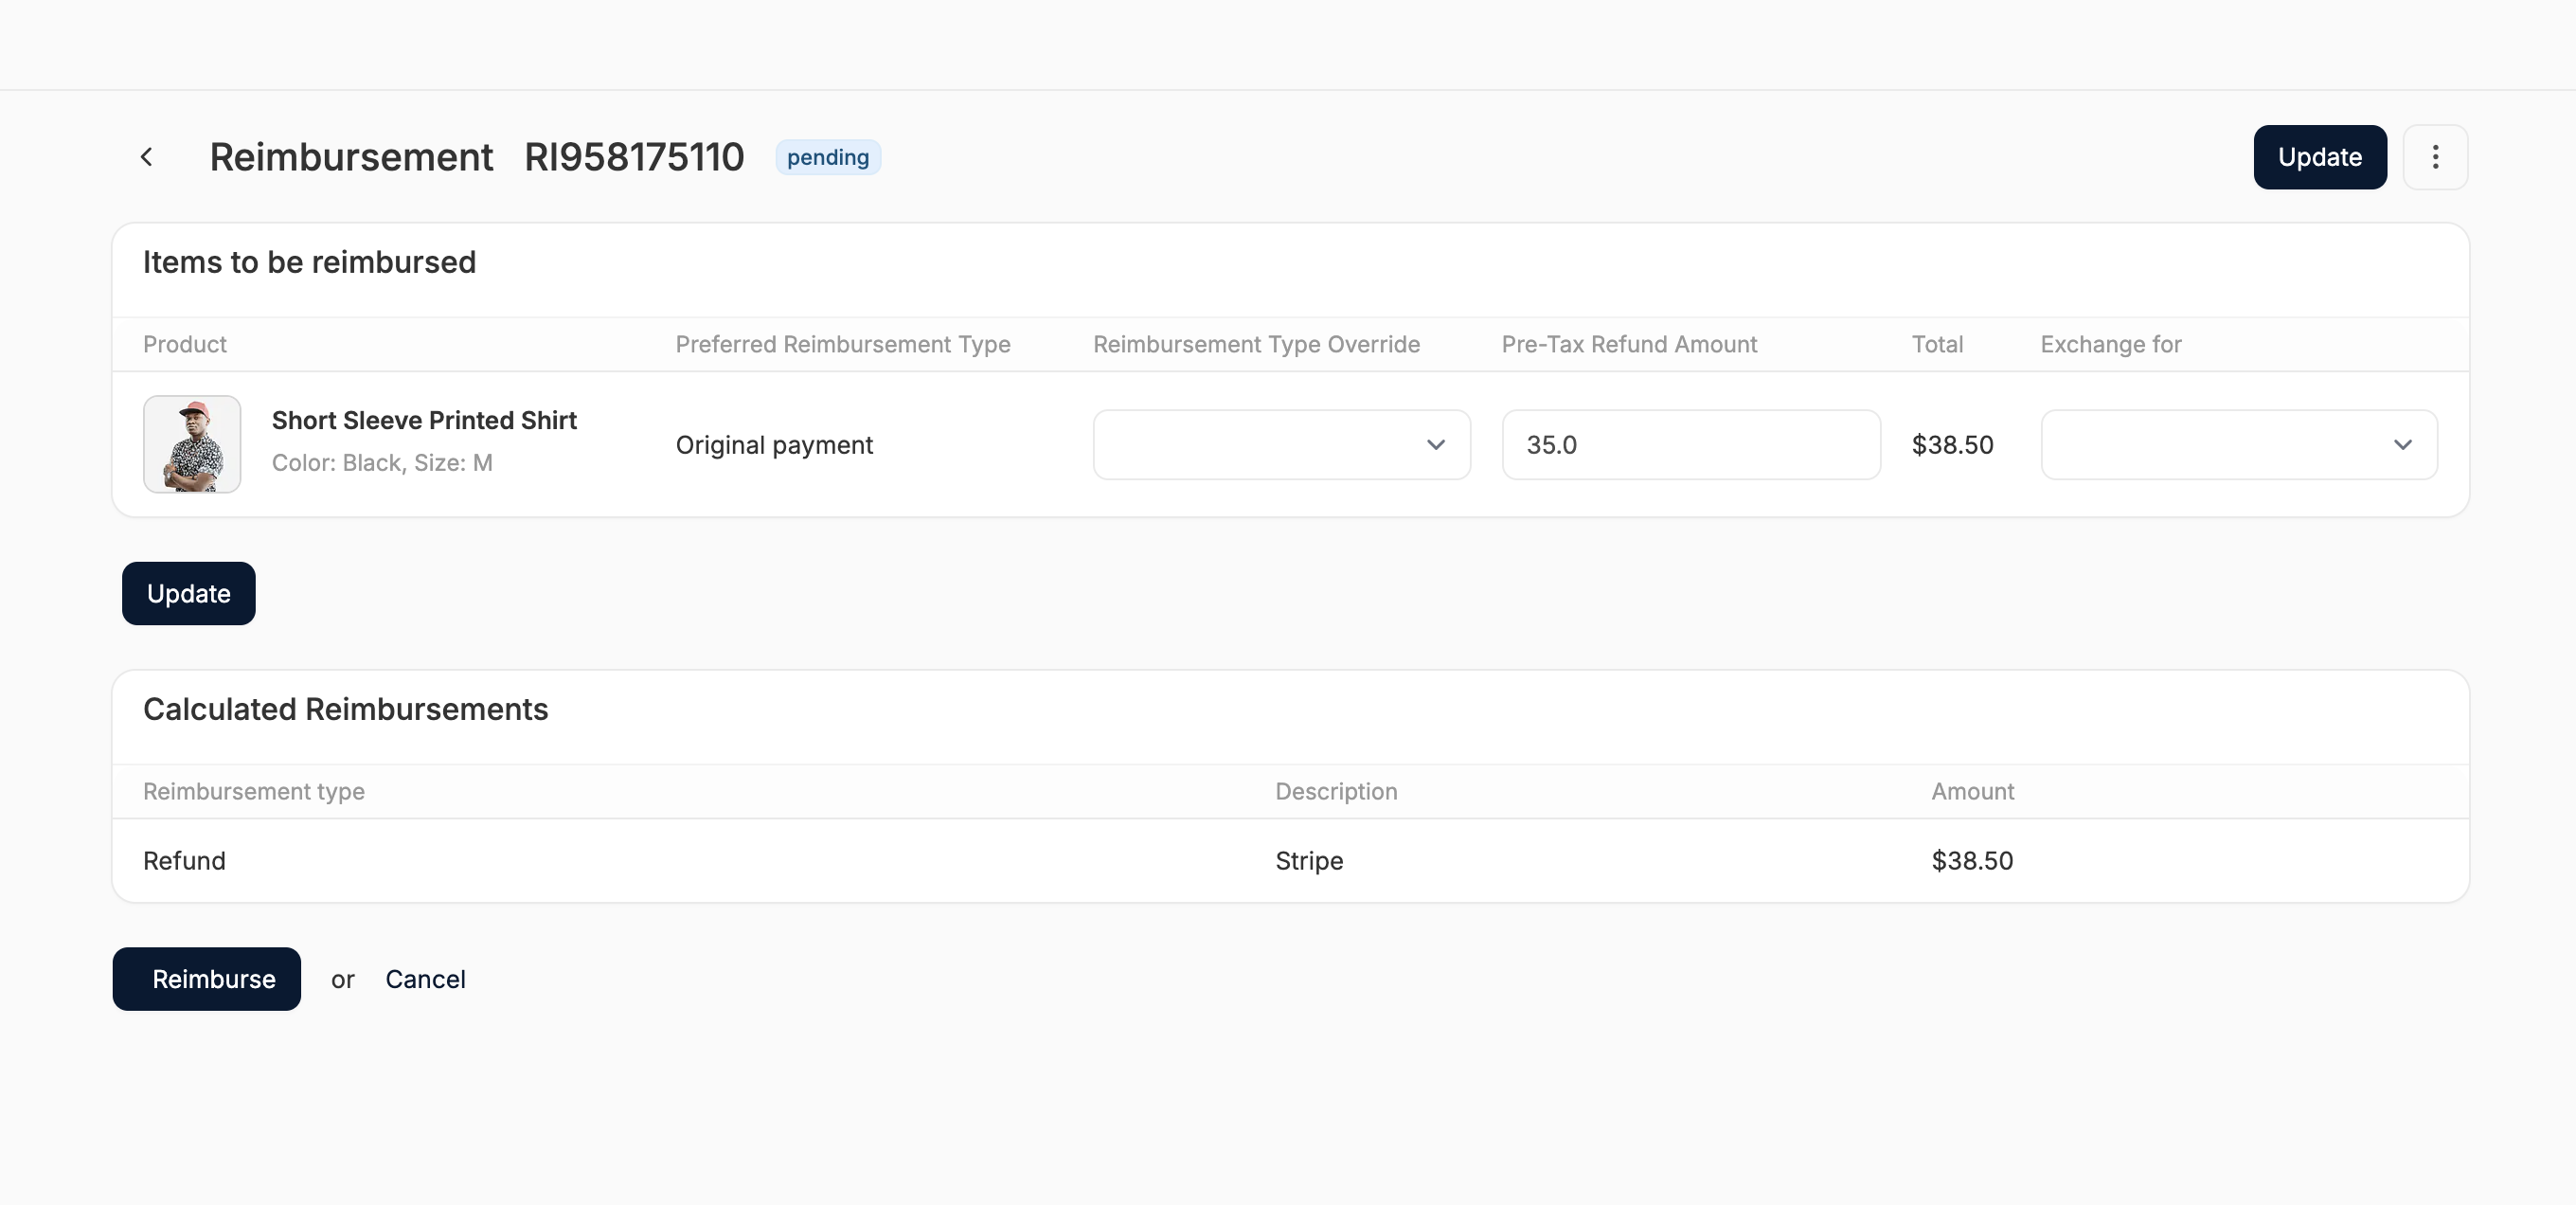 Reimbursement RI958175110 pending Update
Items to be reimbursed
Product Preferred Reimbursement Type Reimbursement Type Override Pre-Tax Refund Amount Total Exchange for
Short Sleeve Printed Shirt
Color: Black, Size: M
Original payment 35.0 $38.50
Update
Calculated Reimbursements
Reimbursement type Description Amount
Refund Stripe $38.50
Reimburse or Cancel